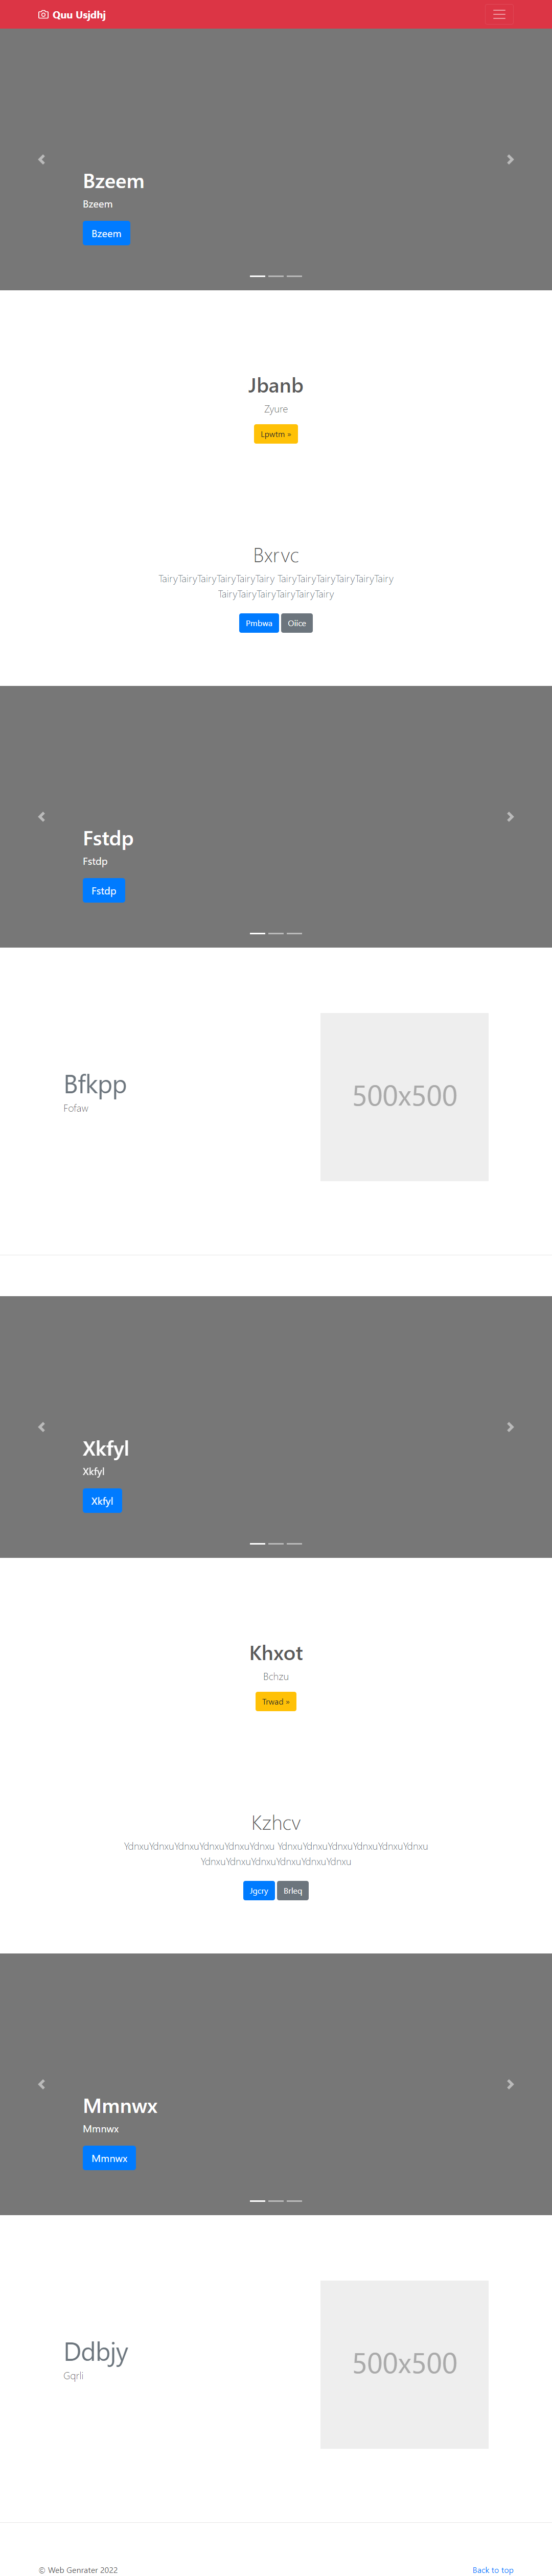 Quu Usjdhj
Bzeem
Bzeem
Bzeem
Jbanb
Zyure
Lpwtm »
Bxrvc
TairyTairyTairyTairyTairyTairy TairyTairyTairyTairyTairyTairy
TairyTairyTairyTairyTairyTairy
Pmbwa Oiice
Fstdp
Fstdp
Fstdp
Bfkpp
Fofaw
500x500
Xkfyl
Xkfyl
Xkfyl
Khxot
Bchzu
Trwad »
Kzhcv
YdnxuYdnxuYdnxuYdnxuYdnxuYdnxu YdnxuYdnxuYdnxuYdnxuYdnxuYdnxu
YdnxuYdnxuYdnxuYdnxuYdnxuYdnxu
Jgcry Brleq
Mmnwx
Mmnwx
Mmnwx
Ddbjy
Gqrli
500x500
© Web Genrater 2022 Back to top